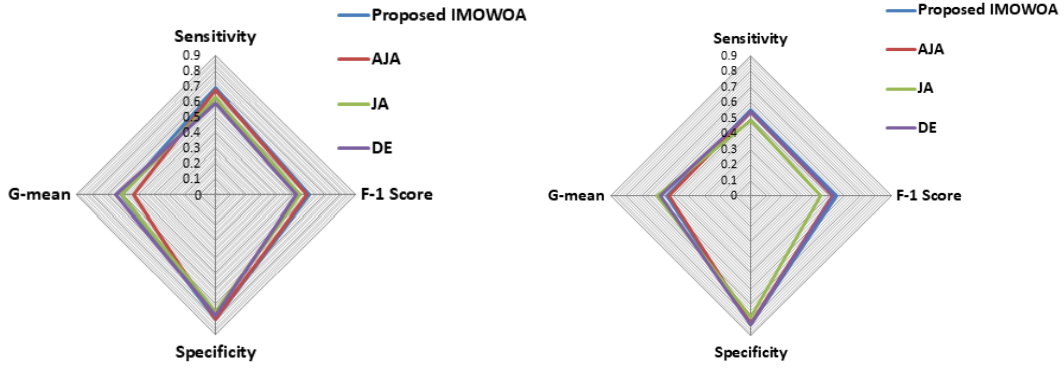 Proposed IMOWOA
AJA
JA
DE
Sensitivity
0.9
0.8
0.7
0.6
0.5
0.4
0.3
0.2
0.1
0
G-mean
F-1 Score
Specificity
Proposed IMOWOA
AJA
JA
DE
Sensitivity
0.9
0.8
0.7
0.6
0.5
0.4
0.3
0.2
0.1
0
G-mean
F-1 Score
Specificity